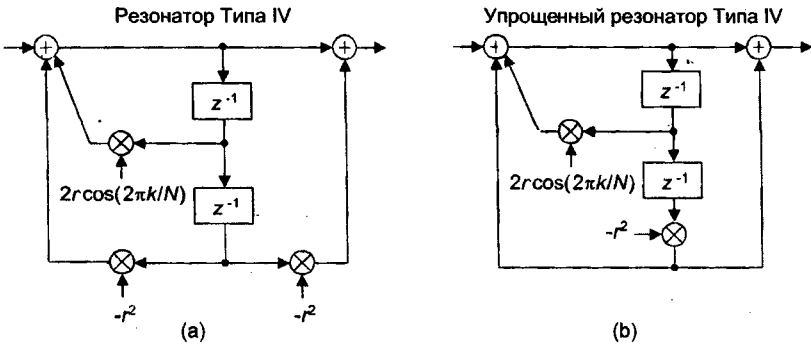 Резонатор Типа IV
Упрощенный резонатор Типа IV
+
+
+
+
z⁻¹
z⁻¹
2rcos(2πk/N)
2rcos(2πk/N)
z⁻¹
z⁻¹
-r²
-r²
-r²
(a)
(b)